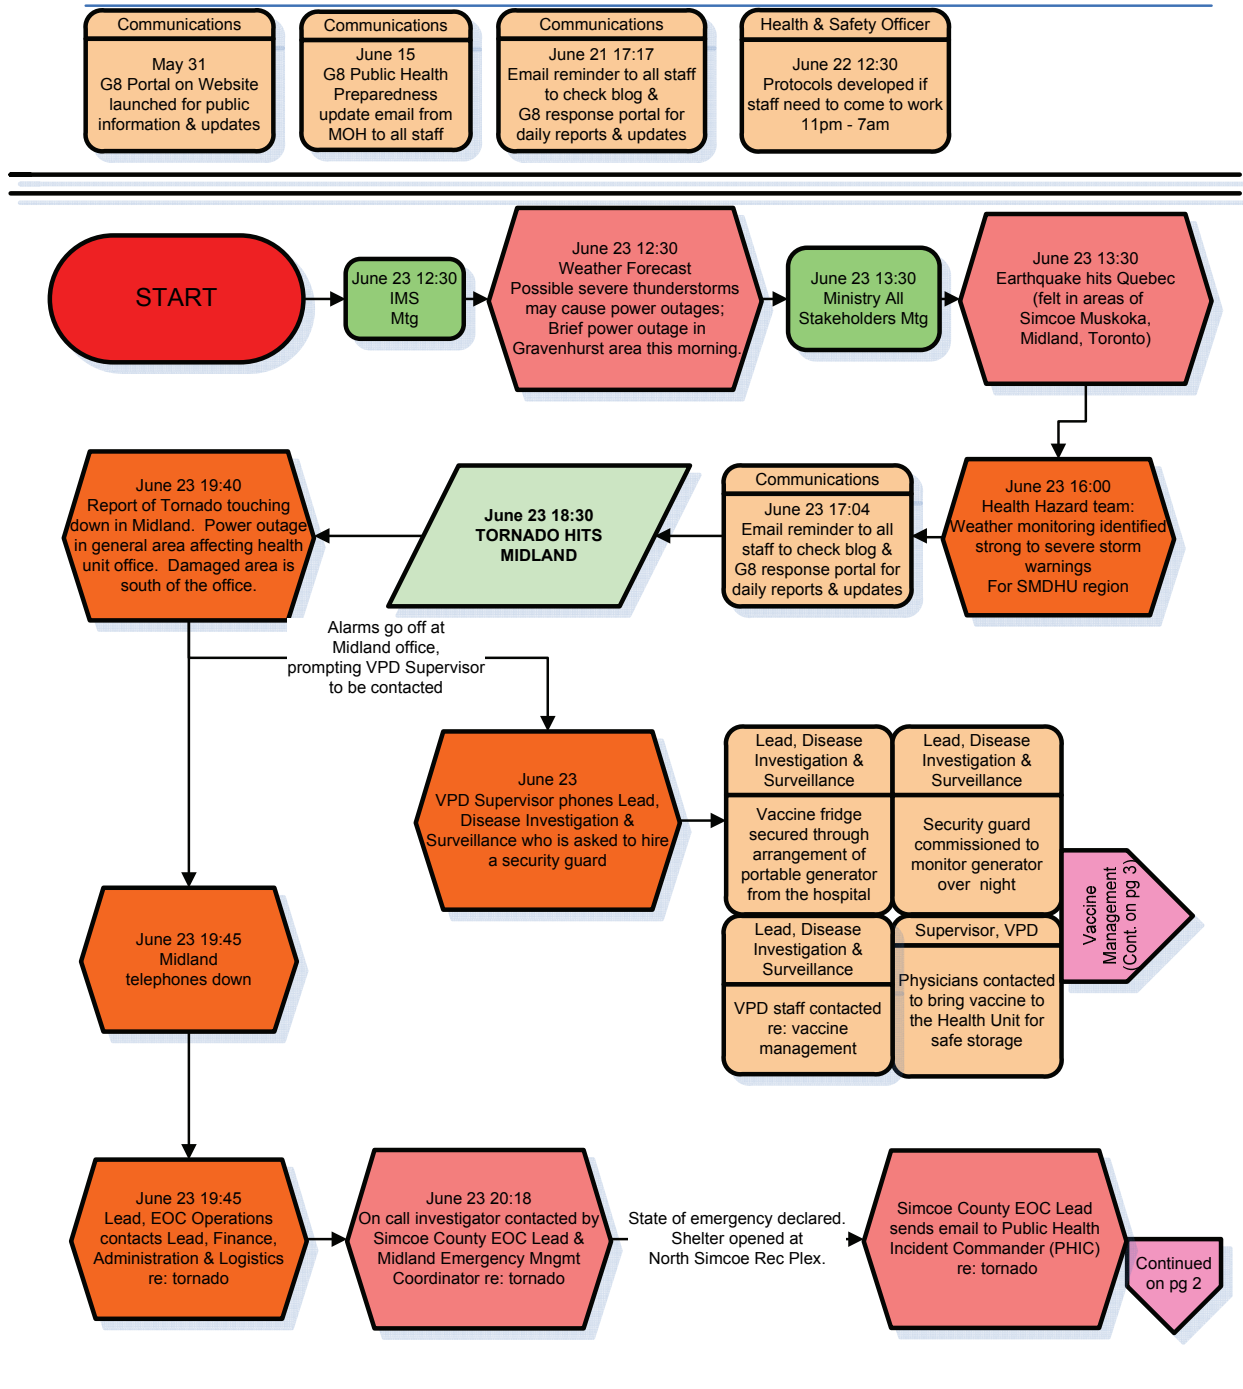 Communications
May 31
G8 Portal on Website
launched for public
information & updates
Communications
June 15
G8 Public Health
Preparedness
update email from
MOH to all staff
Communications
June 21 17:17
Email reminder to all staff
to check blog &
G8 response portal for
daily reports & updates
Health & Safety Officer
June 22 12:30
Protocols developed if
staff need to come to work
11pm - 7am
START
June 23 12:30
IMS
Mtg
June 23 12:30
Weather Forecast
Possible severe thunderstorms
may cause power outages;
Brief power outage in
Gravenhurst area this morning.
June 23 13:30
Ministry All
Stakeholders Mtg
June 23 13:30
Earthquake hits Quebec
(felt in areas of
Simcoe Muskoka,
Midland, Toronto)
June 23 16:00
Health Hazard team:
Weather monitoring identified
strong to severe storm
warnings
For SMDHU region
Communications
June 23 17:04
Email reminder to all
staff to check blog &
G8 response portal for
daily reports & updates
June 23 18:30
TORNADO HITS
MIDLAND
June 23 19:40
Report of Tornado touching
down in Midland. Power outage
in general area affecting health
unit office. Damaged area is
south of the office.
Alarms go off at
Midland office,
prompting VPD Supervisor
to be contacted
June 23
VPD Supervisor phones Lead,
Disease Investigation &
Surveillance who is asked to hire
a security guard
Lead, Disease
Investigation &
Surveillance
Vaccine fridge
secured through
arrangement of
portable generator
from the hospital
Lead, Disease
Investigation &
Surveillance
Security guard
commissioned to
monitor generator
over night
Lead, Disease
Investigation &
Surveillance
VPD staff contacted
re: vaccine
management
Supervisor, VPD
Physicians contacted
to bring vaccine to
the Health Unit for
safe storage
Vaccine
Management
(Cont. on pg 3)
June 23 19:45
Midland
telephones down
June 23 19:45
Lead, EOC Operations
contacts Lead, Finance,
Administration & Logistics
re: tornado
June 23 20:18
On call investigator contacted by
Simcoe County EOC Lead &
Midland Emergency Mngmt
Coordinator re: tornado
State of emergency declared.
Shelter opened at
North Simcoe Rec Plex.
Simcoe County EOC Lead
sends email to Public Health
Incident Commander (PHIC)
re: tornado
Continued
on pg 2